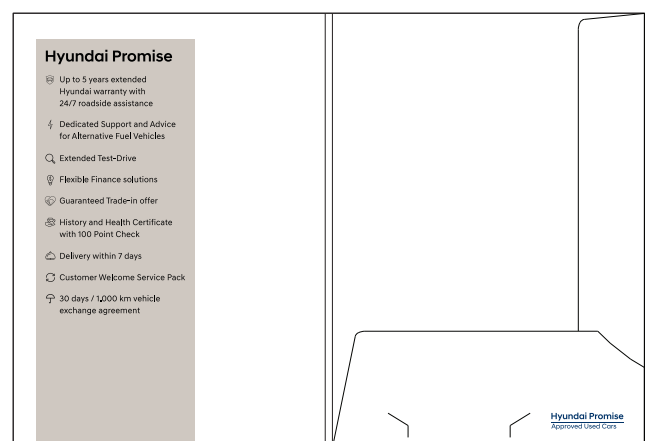 Hyundai Promise
Up to 5 years extended
Hyundai warranty with
24/7 roadside assistance
Dedicated Support and Advice
for Alternative Fuel Vehicles
Extended Test-Drive
Flexible Finance solutions
Guaranteed Trade-in offer
History and Health Certificate
with 100 Point Check
Delivery within 7 days
Customer Welcome Service Pack
30 days / 1,000 km vehicle
exchange agreement
Hyundai Promise
Approved Used Cars